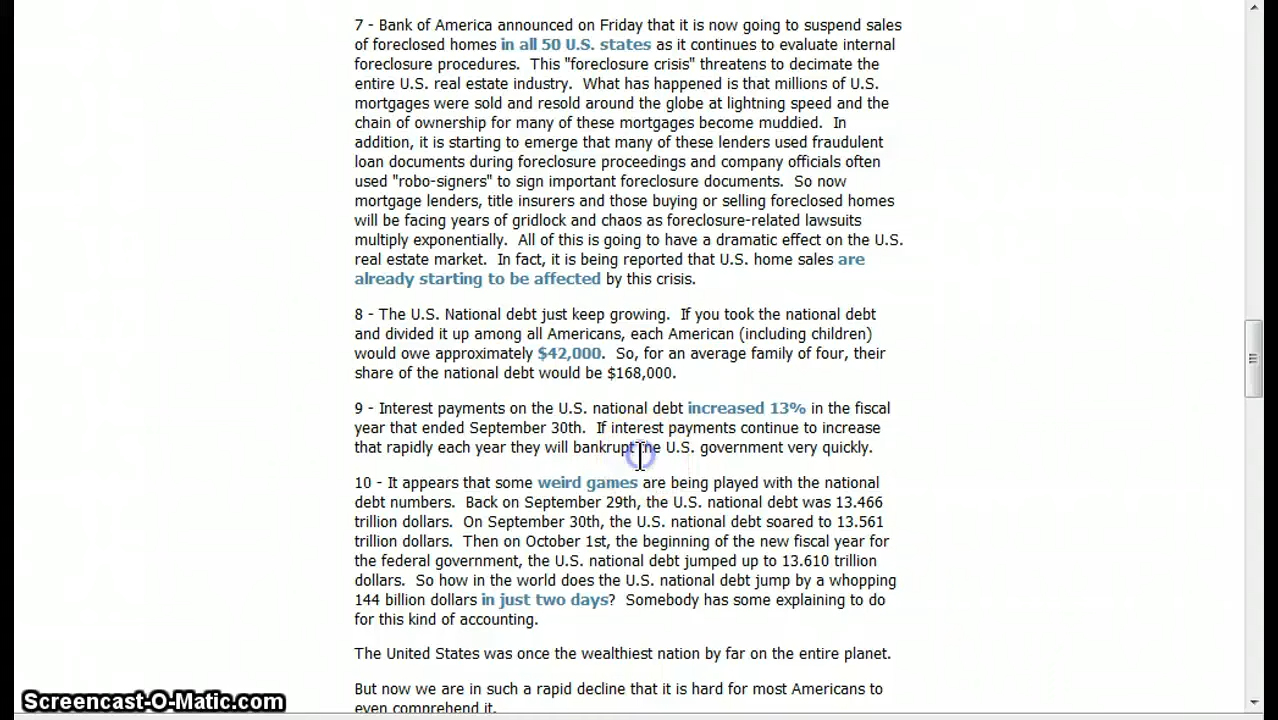 7 - Bank of America announced on Friday that it is now going to suspend sales
of foreclosed homes in all 50 U.S. states as it continues to evaluate internal
foreclosure procedures. This "foreclosure crisis" threatens to decimate the
entire U.S. real estate industry. What has happened is that millions of U.S.
mortgages were sold and resold around the globe at lightning speed and the
chain of ownership for many of these mortgages become muddied. In
addition, it is starting to emerge that many of these lenders used fraudulent
loan documents during foreclosure proceedings and company officials often
used "robo-signers" to sign important foreclosure documents. So now
mortgage lenders, title insurers and those buying or selling foreclosed homes
will be facing years of gridlock and chaos as foreclosure-related lawsuits
multiply exponentially. All of this is going to have a dramatic effect on the U.S.
real estate market. In fact, it is being reported that U.S. home sales are
already starting to be affected by this crisis.
8 - The U.S. National debt just keep growing. If you took the national debt
and divided it up among all Americans, each American (including children)
would owe approximately $42,000. So, for an average family of four, their
share of the national debt would be $168,000.
9 - Interest payments on the U.S. national debt increased 13% in the fiscal
year that ended September 30th. If interest payments continue to increase
that rapidly each year they will bankrupt the U.S. government very quickly.
10 - It appears that some weird games are being played with the national
debt numbers. Back on September 29th, the U.S. national debt was 13.466
trillion dollars. On September 30th, the U.S. national debt soared to 13.561
trillion dollars. Then on October 1st, the beginning of the new fiscal year for
the federal government, the U.S. national debt jumped up to 13.610 trillion
dollars. So how in the world does the U.S. national debt jump by a whopping
144 billion dollars in just two days? Somebody has some explaining to do
for this kind of accounting.
The United States was once the wealthiest nation by far on the entire planet.
But now we are in such a rapid decline that it is hard for most Americans to
even comprehend it.
Screencast-O-Matic.com